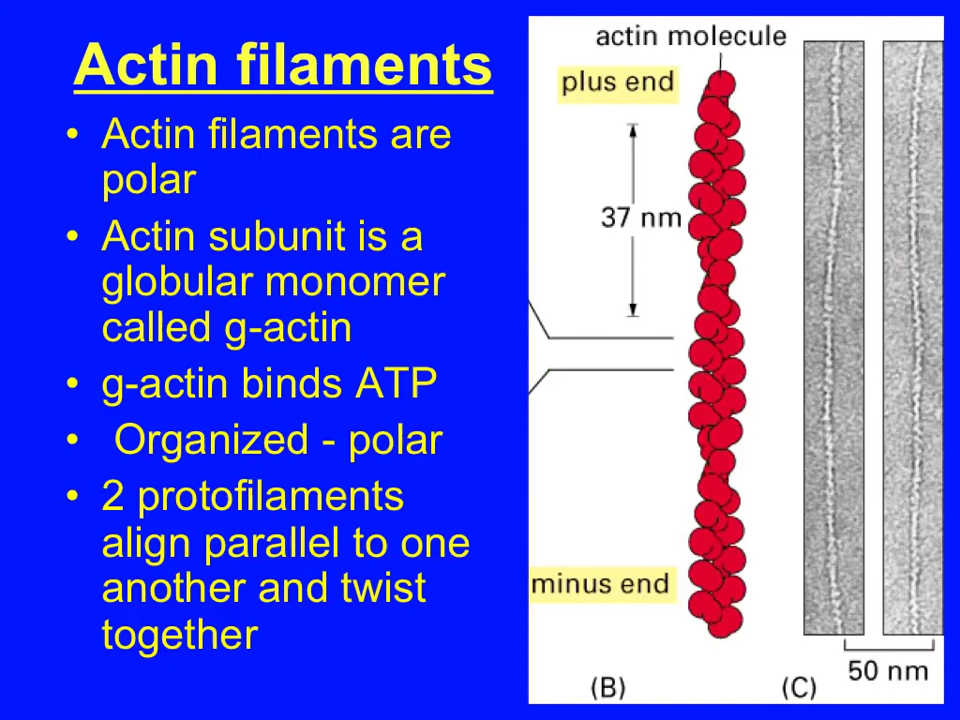 Actin filaments
• Actin filaments are
polar
• Actin subunit is a
globular monomer
called g-actin
• g-actin binds ATP
• Organized - polar
• 2 protofilaments
align parallel to one
another and twist
together
actin molecule
plus end
37 nm
minus end
50 nm
(B)
(C)